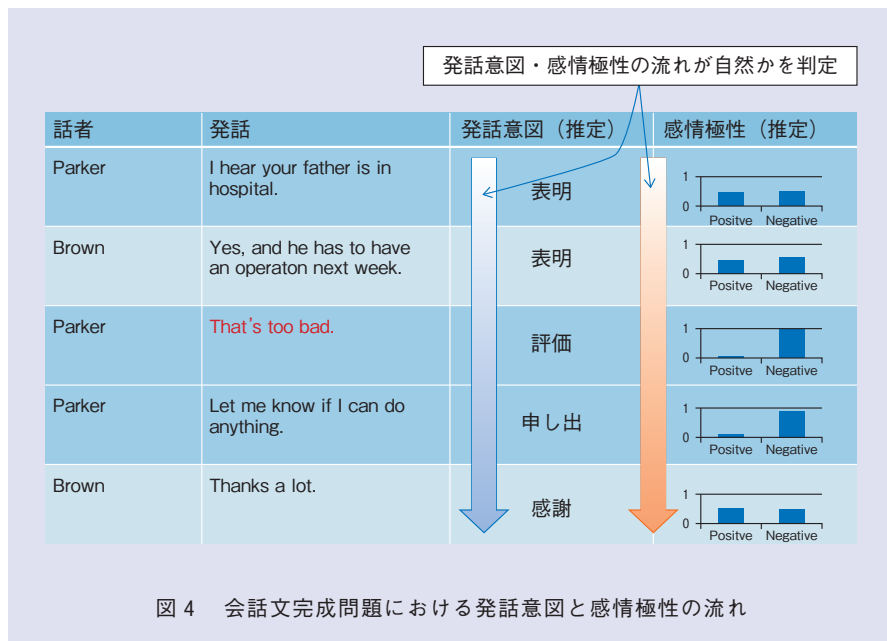 発話意図・感情極性の流れが自然かを判定
話者 発話 発話意図（推定） 感情極性（推定）
Parker I hear your father is in
hospital.
表明
1
0
Positve Negative
Brown Yes, and he has to have
an operaton next week.
表明
1
0
Positve Negative
Parker That's too bad.
評価
1
0
Positve Negative
Parker Let me know if I can do
anything.
申し出
1
0
Positve Negative
Brown Thanks a lot.
感謝
1
0
Positve Negative
図 4 会話文完成問題における発話意図と感情極性の流れ